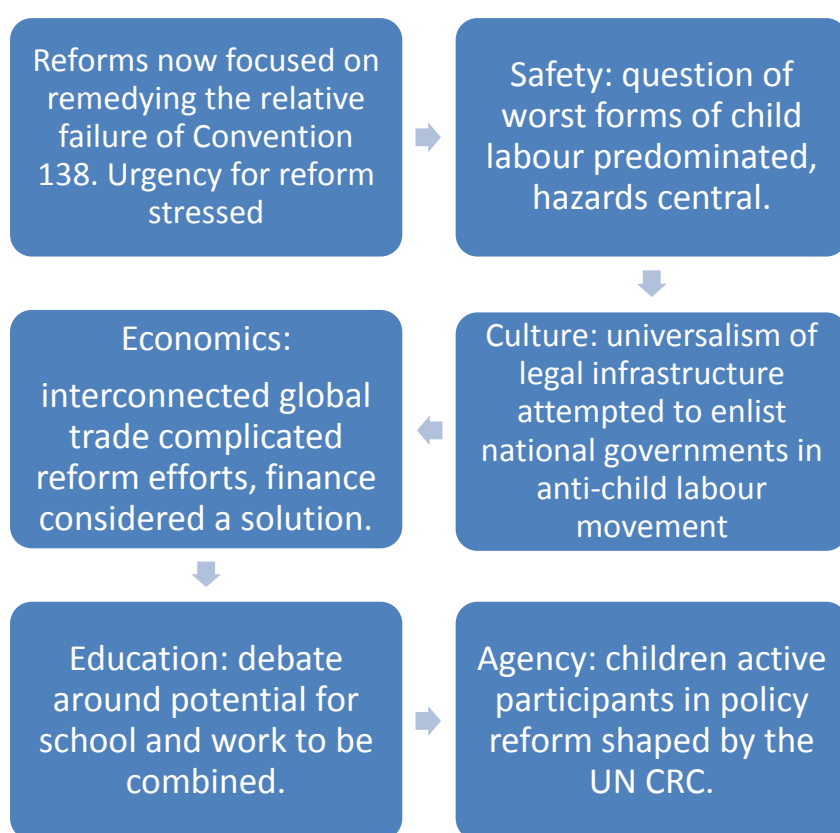 Reforms now focused on
remedying the relative
failure of Convention
138. Urgency for reform
stressed
Safety: question of
worst forms of child
labour predominated,
hazards central.
Culture: universalism of
legal infrastructure
attempted to enlist
national governments in
anti-child labour
movement
Economics:
interconnected global
trade complicated
reform efforts, finance
considered a solution.
Education: debate
around potential for
school and work to be
combined.
Agency: children active
participants in policy
reform shaped by the
UN CRC.